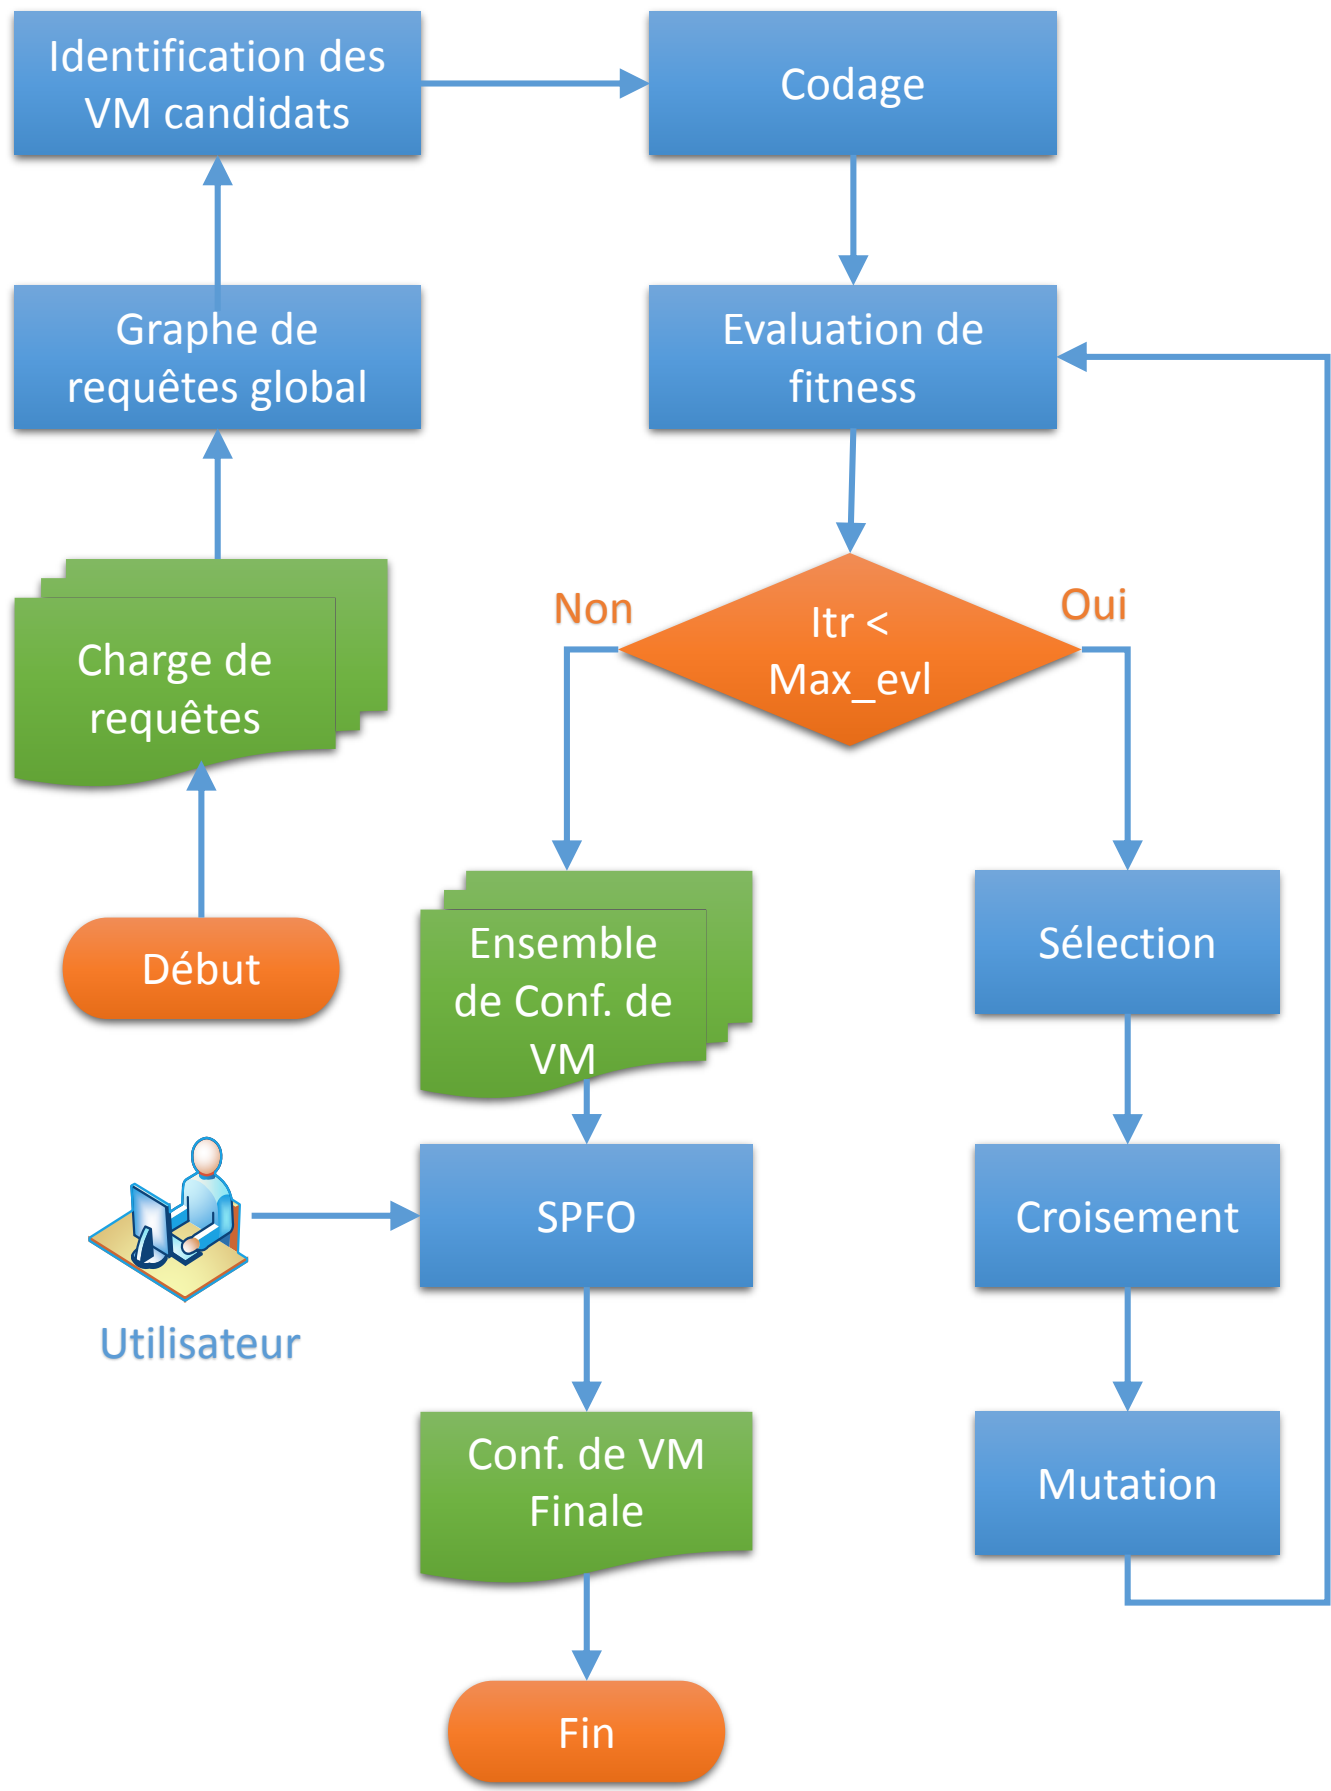 Identification des
VM candidats
Codage
Graphe de
requêtes global
Evaluation de
fitness
Non
Itr <
Max_evl
Oui
Charge de
requêtes
Début
Ensemble
de Conf. de
VM
Sélection
Utilisateur
SPFO
Croisement
Conf. de VM
Finale
Mutation
Fin